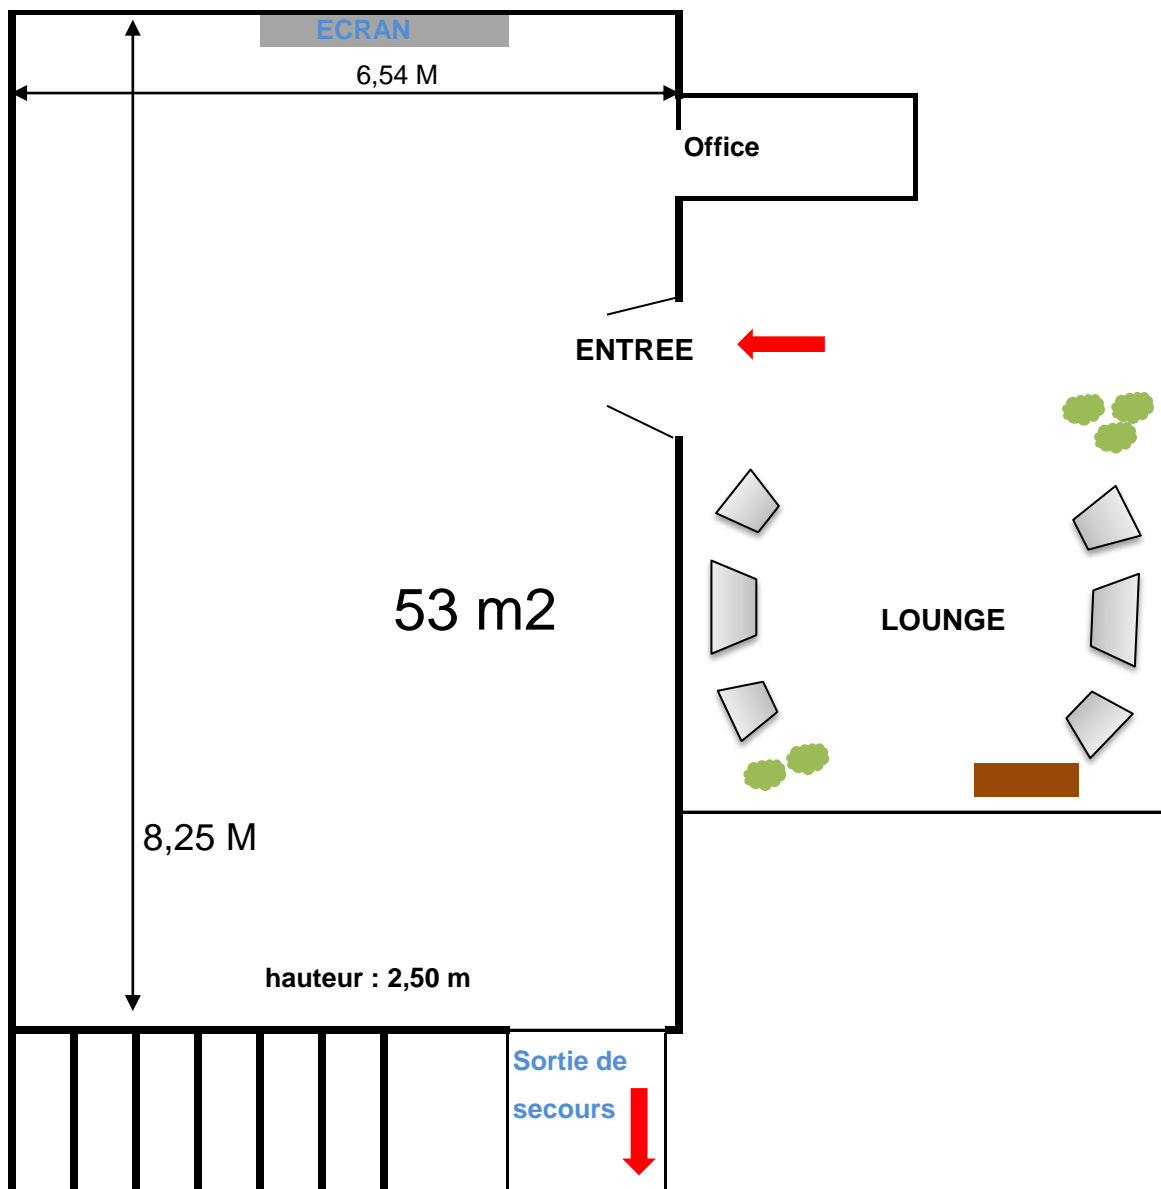 ECRAN
6,54 M
Office
ENTREE
53 m2
LOUNGE
8,25 M
hauteur : 2,50 m
Sortie de
secours